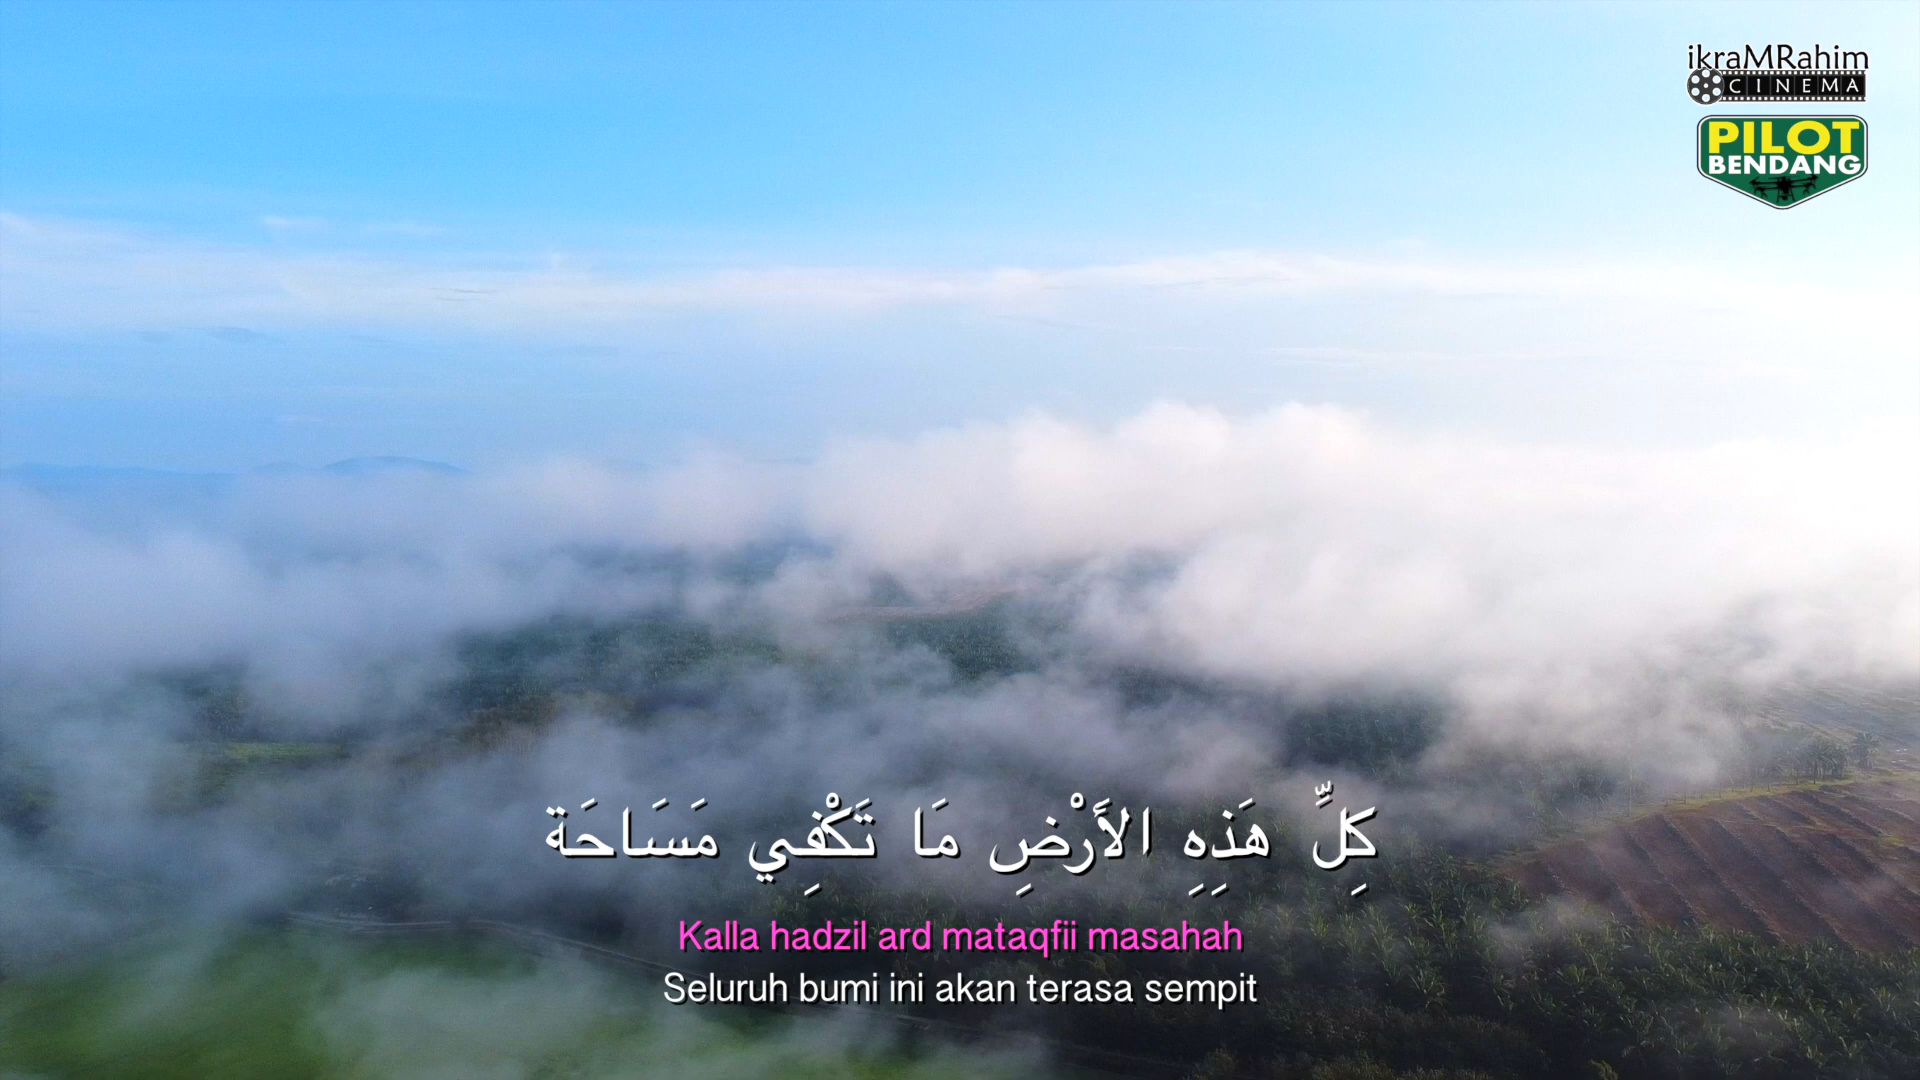 ikraMRahim
CINEMA
PILOT
BENDANG
كِلِّ هَذِهِ الأَرْضِ مَا تَكْفِي مَسَاحَة
Kalla hadzil ard mataqfii masahah
Seluruh bumi ini akan terasa sempit